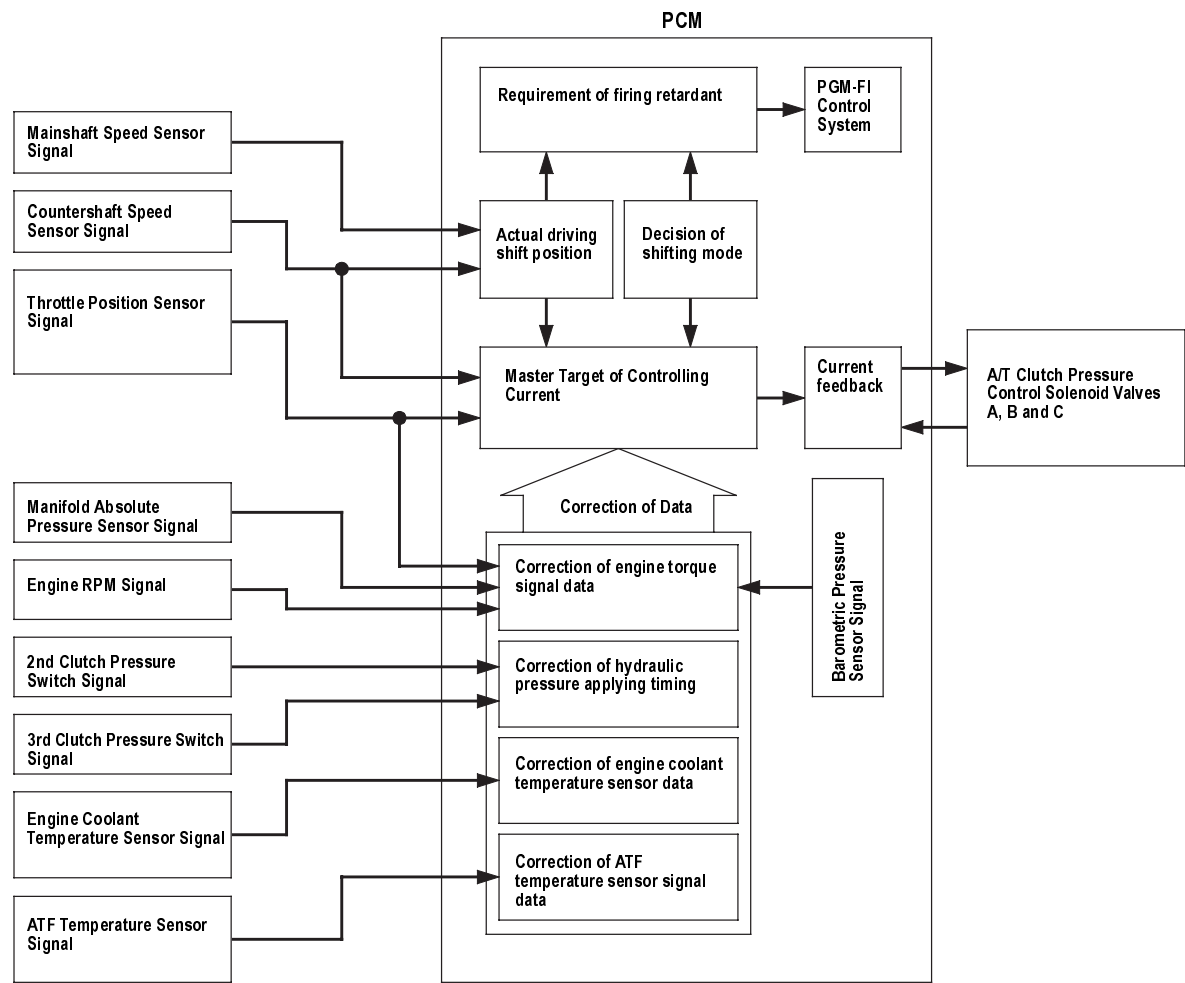 PCM
Requirement of firing retardant
PGM-FI
Control
System
Mainshaft Speed Sensor
Signal
Countershaft Speed
Sensor Signal
Throttle Position Sensor
Signal
Actual driving
shift position
Decision of
shifting mode
Master Target of Controlling
Current
Current
feedback
A/T Clutch Pressure
Control Solenoid Valves
A, B and C
Correction of Data
Manifold Absolute
Pressure Sensor Signal
Engine RPM Signal
2nd Clutch Pressure
Switch Signal
3rd Clutch Pressure Switch
Signal
Engine Coolant
Temperature Sensor Signal
ATF Temperature Sensor
Signal
Correction of engine torque
signal data
Correction of hydraulic
pressure applying timing
Correction of engine coolant
temperature sensor data
Correction of ATF
temperature sensor signal
data
Barometric Pressure
Sensor Signal